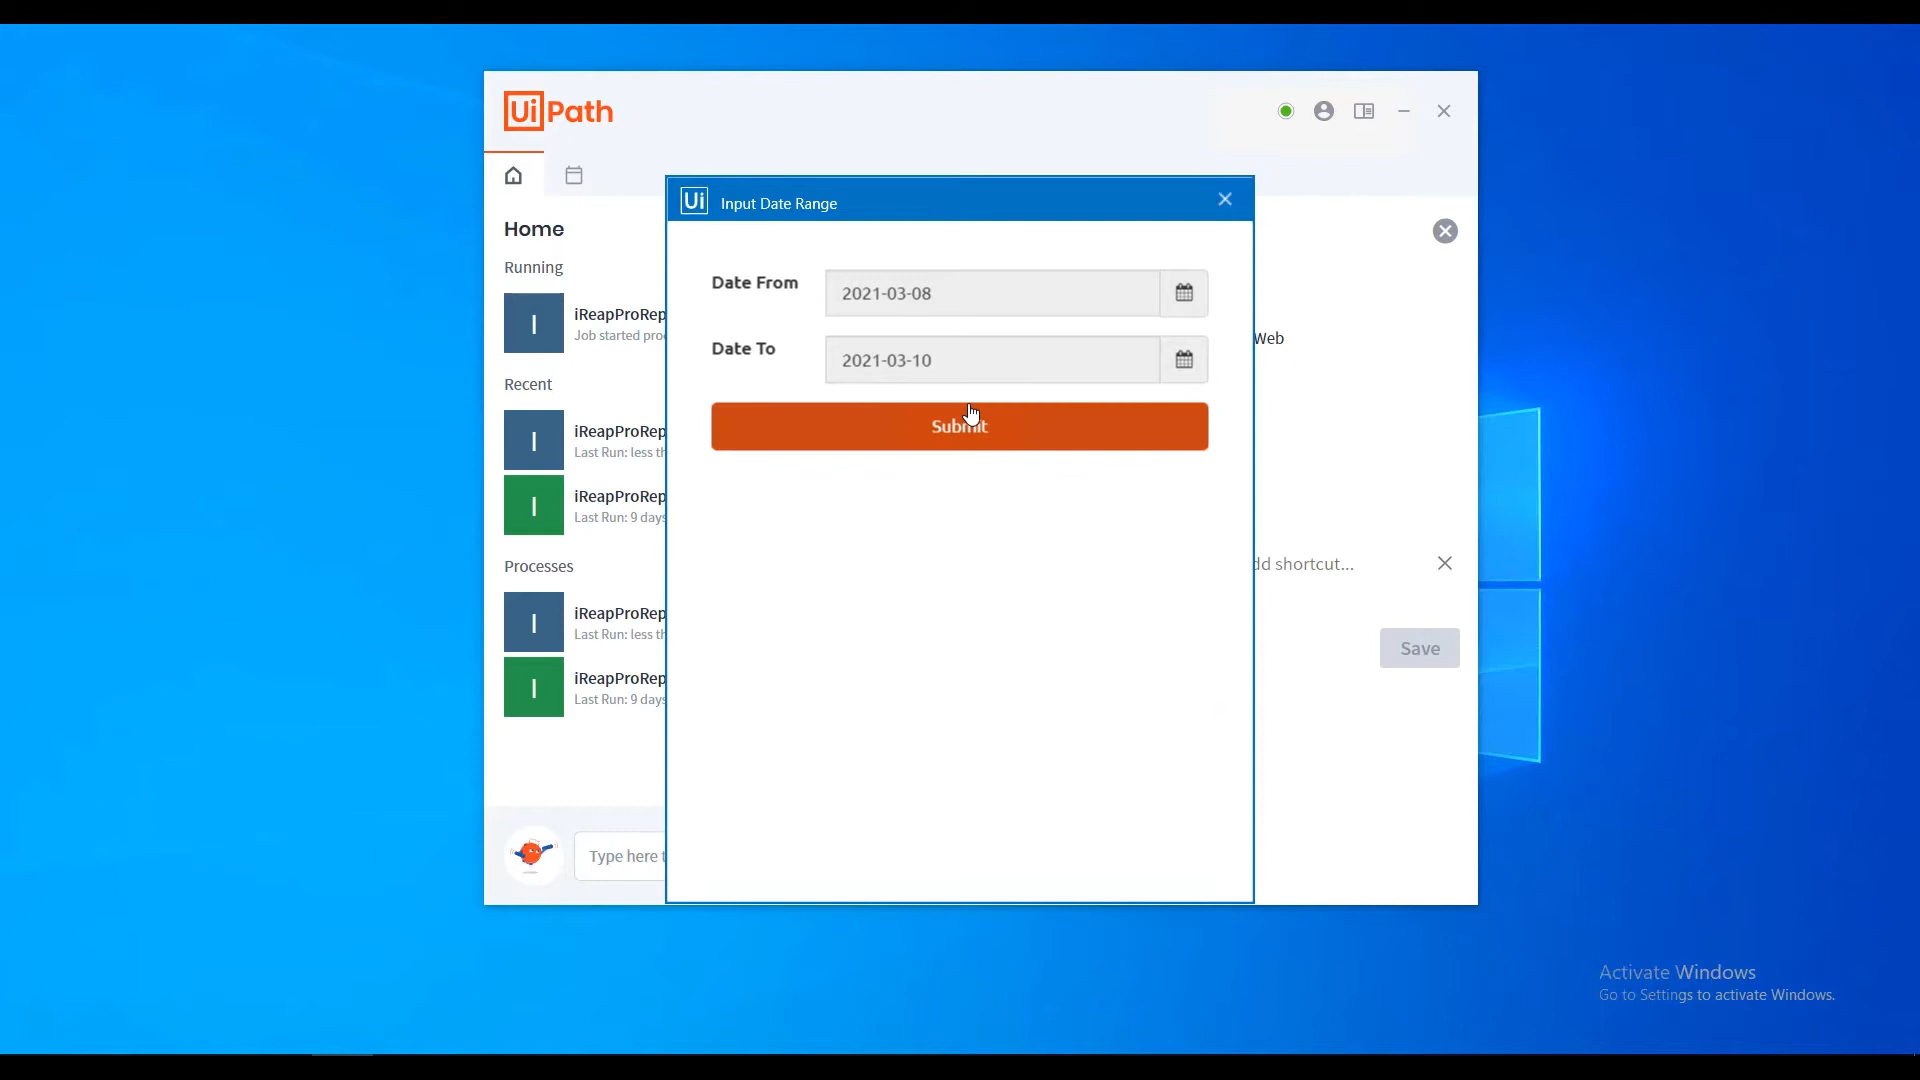 UiPath
Ui Input Date Range
Home
Running
I iReapProRep
Job started pro
Date From 2021-03-08
Date To 2021-03-10
Web
Submit
Recent
I iReapProRep
Last Run: less th
I iReapProRep
Last Run: 9 days
dd shortcut...
Processes
I iReapProRep
Last Run: less th
Save
I iReapProRep
Last Run: 9 days
Type here t
Activate Windows
Go to Settings to activate Windows.